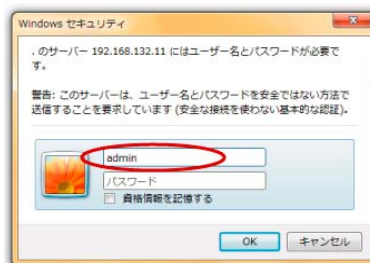 Windows セキュリティ
. のサーバー 192.168.132.11 にはユーザー名とパスワードが必要で
す。
警告: このサーバーは、ユーザー名とパスワードを安全ではない方法で
送信することを要求しています (安全な接続を使わない基本的な認証)。
admin
パスワード
資格情報を記憶する
OK
キャンセル